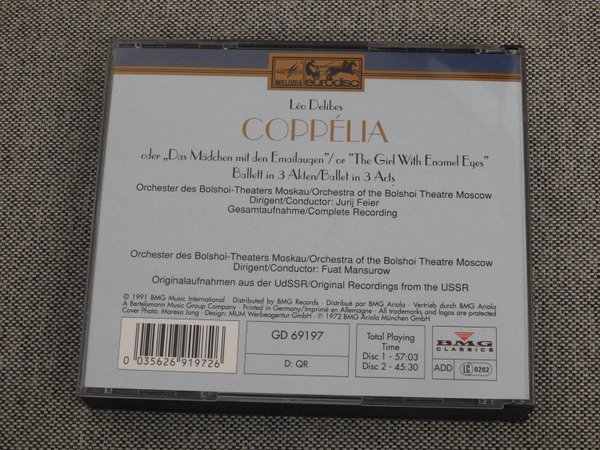 MELODIA eurodisc
Léo Delibes
COPPÉLIA
oder „Das Mädchen mit den Emailaugen"/ or "The Girl With Enamel Eyes"
Ballett in 3 Akten/Ballet in 3 Acts
Orchester des Bolshoi-Theaters Moskau/Orchestra of the Bolshoi Theatre Moscow
Dirigent/Conductor: Jurij Feier
Gesamtaufnahme/Complete Recording
Orchester des Bolshoi-Theaters Moskau/Orchestra of the Bolshoi Theatre Moscow
Dirigent/Conductor: Fuat Mansurow
Originalaufnahmen aus der UdSSR/Original Recordings from the USSR
© 1991 BMG Music International · Distributed by BMG Records · Distribué par BMG Ariola · Vertrieb durch BMG Ariola
A Bertelsmann Music Group Company · Printed in Germany/Imprimé en Allemagne · All trademarks and logos are protected
Cover Photo: Maresa Jung · Design: MUM Werbeagentur GmbH · ℗ 1972 BMG Ariola München GmbH
0 035626 919726
GD 69197
D: QR
Total Playing
Time
Disc 1 · 57:03
Disc 2 · 45:30
BMG
CLASSICS
ADD LC 0202